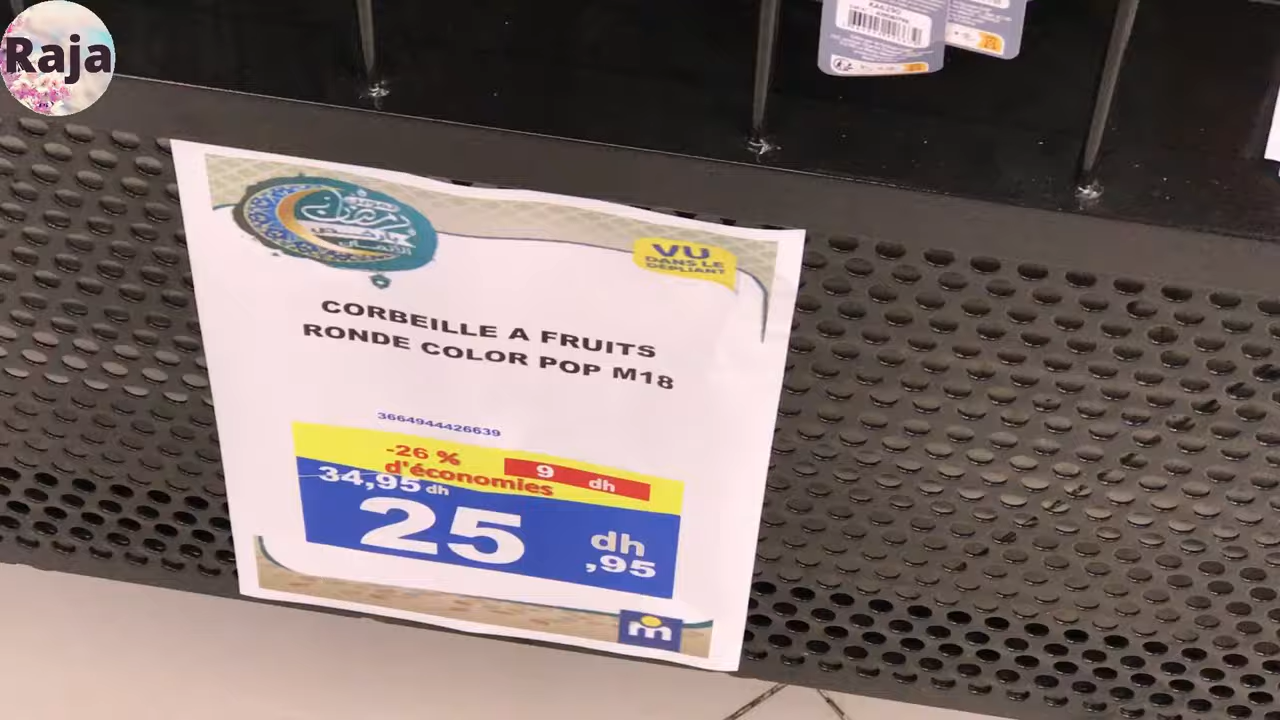 Raja
VU
DANS LE
DÉPLIANT
CORBEILLE A FRUITS
RONDE COLOR POP M18
3664944426639
-26 %
d'économies
9 dh
34,95 dh
25 dh
,95
m